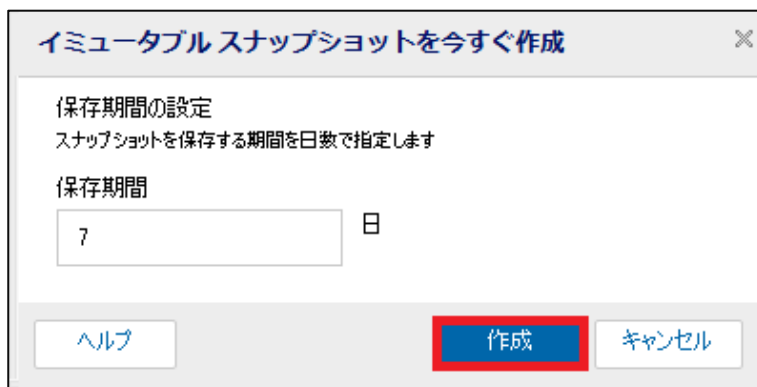 イミュータブル スナップショットを今すぐ作成
保存期間の設定
スナップショットを保存する期間を日数で指定します
保存期間
7 日
ヘルプ 作成 キャンセル